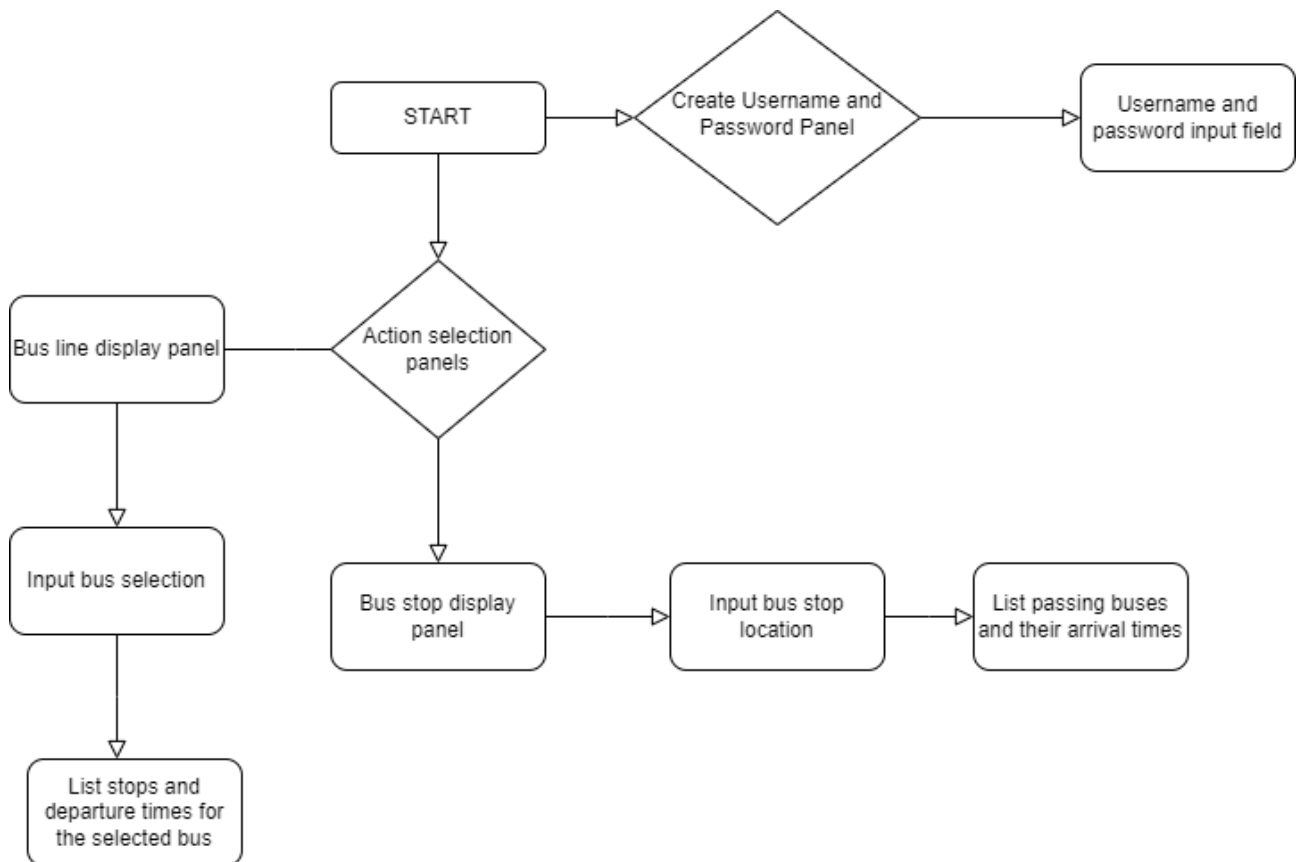 START
Create Username and
Password Panel
Username and
password input field
Action selection
panels
Bus line display panel
Input bus selection
Bus stop display
panel
Input bus stop
location
List passing buses
and their arrival times
List stops and
departure times for
the selected bus